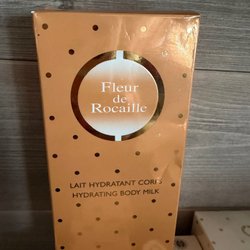 Fleur
de
Rocaille
LAIT HYDRATANT CORPS
HYDRATING BODY MILK